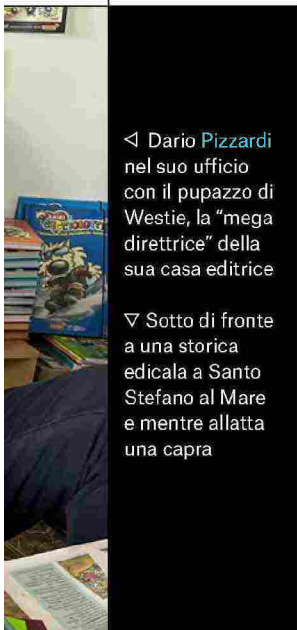 ◁ Dario Pizzardi
nel suo ufficio
con il pupazzo di
Westie, la “mega
direttrice” della
sua casa editrice
▽ Sotto di fronte
a una storica
edicala a Santo
Stefano al Mare
e mentre allatta
una capra